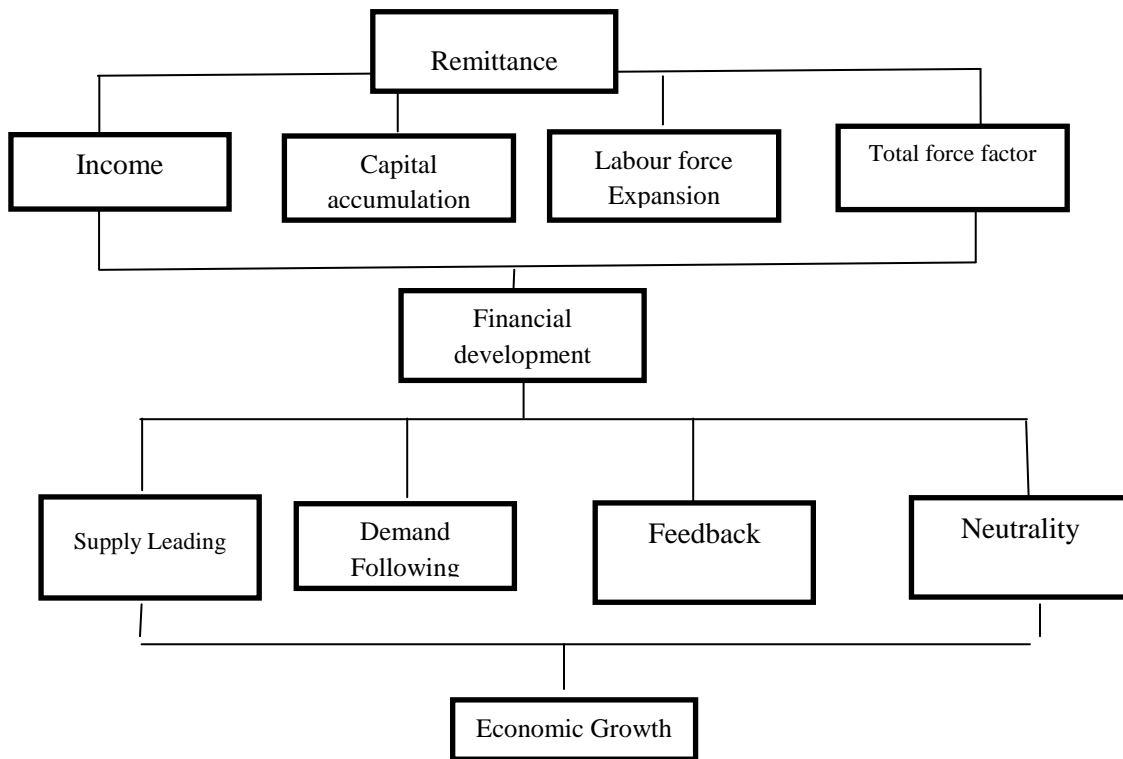 Remittance
Income
Capital
accumulation
Labour force
Expansion
Total force factor
Financial
development
Supply Leading
Demand
Following
Feedback
Neutrality
Economic Growth